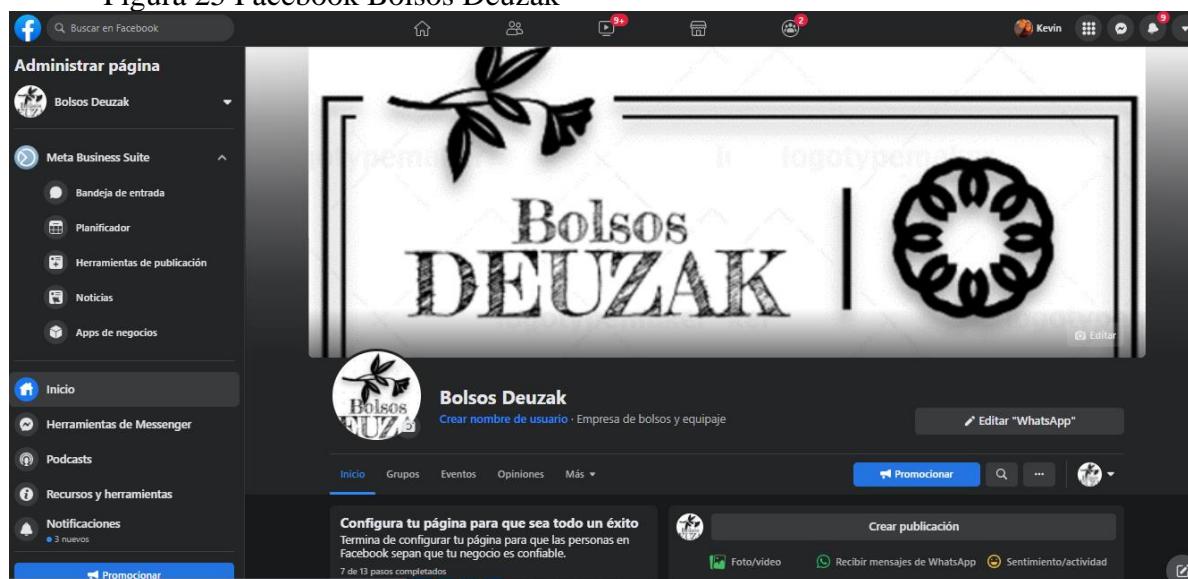 Figura 25 Facebook Bolsos Deuzak
Buscar en Facebook
9+
2
Kevin
9
Administrar página
Bolsos Deuzak
Meta Business Suite
Bandeja de entrada
Planificador
Herramientas de publicación
Noticias
Apps de negocios
Inicio
Herramientas de Messenger
Podcasts
Recursos y herramientas
Notificaciones
3 nuevos
Promocionar
logotypemaker
Bolsos
DEUZAK
Editar
Bolsos
Bolsos Deuzak
Crear nombre de usuario · Empresa de bolsos y equipaje
Editar "WhatsApp"
Inicio Grupos Eventos Opiniones Más
Promocionar
Configura tu página para que sea todo un éxito
Termina de configurar tu página para que las personas en
Facebook sepan que tu negocio es confiable.
7 de 13 pasos completados
Crear publicación
Foto/video Recibir mensajes de WhatsApp Sentimiento/actividad